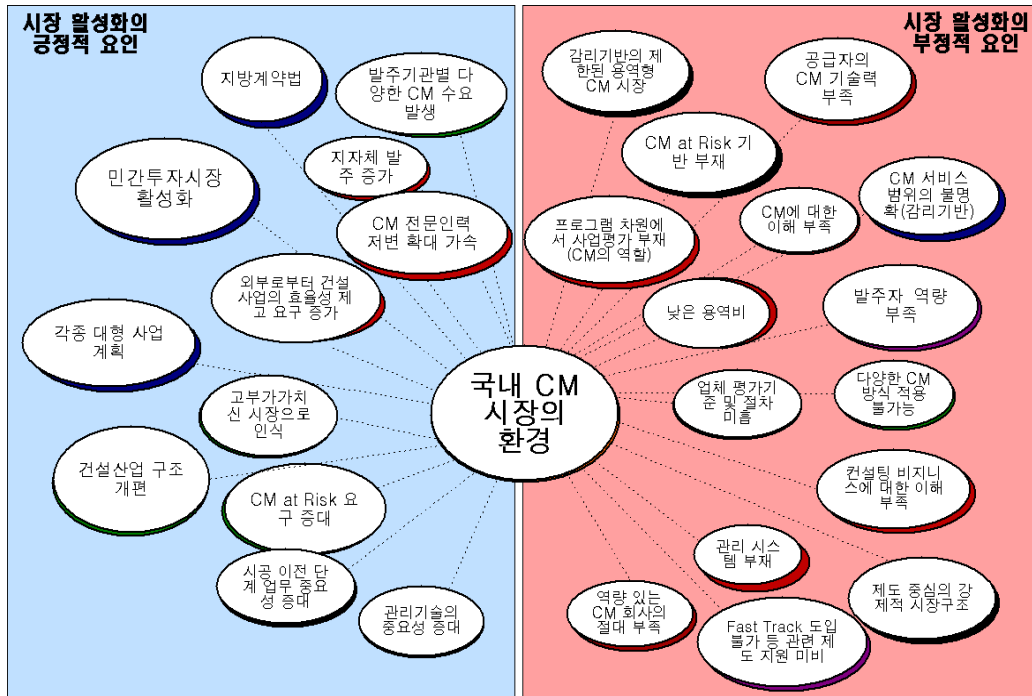 시장 활성화의
긍정적 요인
지방계약법
발주기관별 다
양한 CM 수요
발생
민간투자시장
활성화
지자체 발
주 증가
CM 전문인력
저변 확대 가속
외부로부터 건설
사업의 효율성 제
고 요구 증가
각종 대형 사업
계획
고부가가치
신 시장으로
인식
건설산업 구조
개편
CM at Risk 요
구 증대
시공 이전 단
계 업무 중요
성 증대
관리기술의
중요성 증대
국내 CM
시장의
환경
시장 활성화의
부정적 요인
감리기반의 제
한된 용역형
CM 시장
공급자의
CM 기술력
부족
CM at Risk 기
반 부재
CM 서비스
범위의 불명
확(감리기반)
CM에 대한
이해 부족
프로그램 차원에
서 사업평가 부재
(CM의 역할)
낮은 용역비
발주자 역량
부족
업체 평가기
준 및 절차
미흡
다양한 CM
방식 적용
불가능
컨설팅 비지니
스에 대한 이해
부족
관리 시스
템 부재
제도 중심의 강
제적 시장구조
역량 있는
CM 회사의
절대 부족
Fast Track 도입
불가 등 관련 제
도 지원 미비